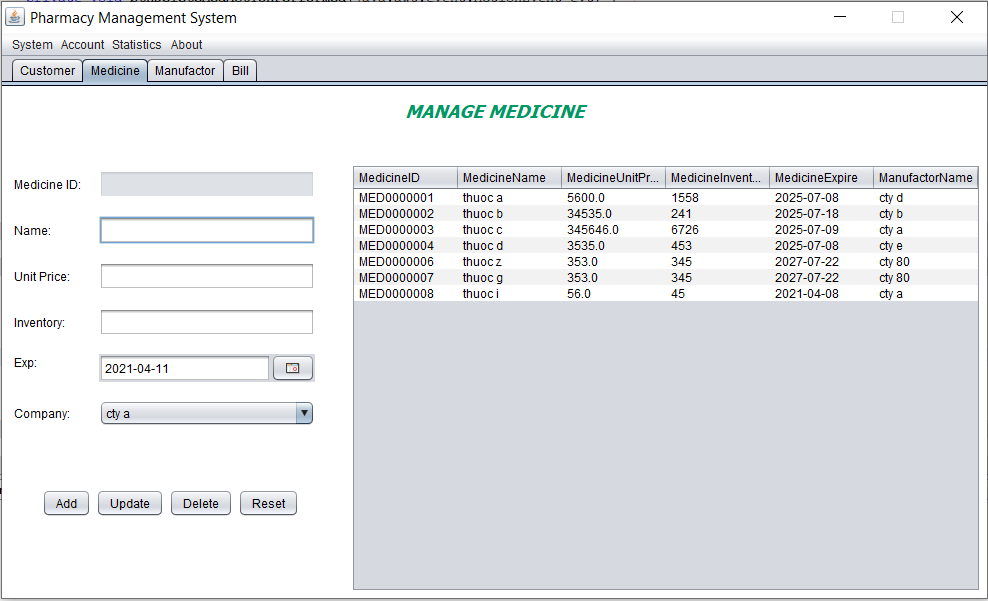 Pharmacy Management System
System Account Statistics About
Customer Medicine Manufactor Bill
MANAGE MEDICINE
Medicine ID:
Name:
Unit Price:
Inventory:
Exp: 2021-04-11
Company: cty a
Add Update Delete Reset
MedicineID MedicineName MedicineUnitPr... MedicineInvent... MedicineExpire ManufactorName
MED0000001 thuoc a 5600.0 1558 2025-07-08 cty d
MED0000002 thuoc b 34535.0 241 2025-07-18 cty b
MED0000003 thuoc c 345646.0 6726 2025-07-09 cty a
MED0000004 thuoc d 3535.0 453 2025-07-08 cty e
MED0000006 thuoc z 353.0 345 2027-07-22 cty 80
MED0000007 thuoc g 353.0 345 2027-07-22 cty 80
MED0000008 thuoc i 56.0 45 2021-04-08 cty a